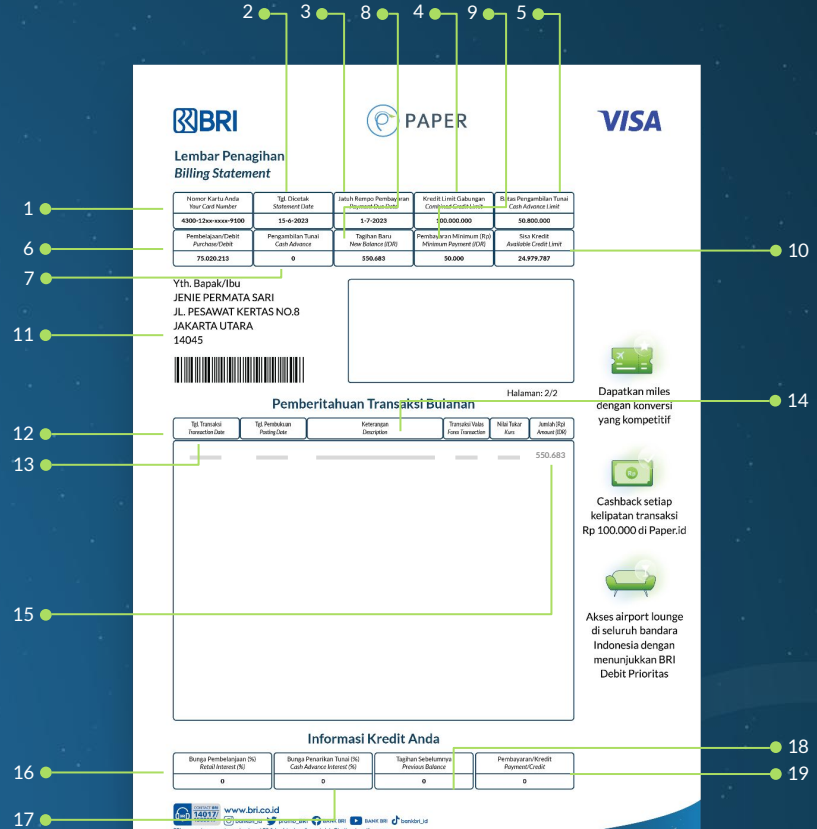 2 3 8 4 9 5
BRI
PAPER
VISA
Lembar Penagihan
Billing Statement
Nomor Kartu Anda Tgl. Dicetak Jatuh Rempo Pembayaran Kredit Limit Gabungan Batas Pengambilan Tunai
Your Card Number Statement Date Payment Due Date Combined Credit Limit Cash Advance Limit
1
4300-12xx-xxxx-9100 15-6-2023 1-7-2023 100.000.000 50.800.000
Pembelajaan/Debit Pengambilan Tunai Tagihan Baru Pembayaran Minimum (Rp) Sisa Kredit
Purchase/Debit Cash Advance New Balance (IDR) Minimum Payment (IDR) Available Credit Limit
6 10
75.020.213 0 550.683 50.000 24.979.787
7
Yth. Bapak/Ibu
JENIE PERMATA SARI
JL. PESAWAT KERTAS NO.8
JAKARTA UTARA
11
14045
Halaman: 2/2
Pemberitahuan Transaksi Bulanan
14
Tgl. Transaksi Tgl. Pembukuan Keterangan Transaksi Valas Nilai Tukar Jumlah (Rp)
Transaction Date Posting Date Description Forex Transaction Kurs Amount (IDR)
12
13
550.683
Dapatkan miles
dengan konversi
yang kompetitif
Rp
Cashback setiap
kelipatan transaksi
Rp 100.000 di Paper.id
15
Akses airport lounge
di seluruh bandara
Indonesia dengan
menunjukkan BRI
Debit Prioritas
Informasi Kredit Anda
18
Bunga Pembelanjaan (%) Bunga Penarikan Tunai (%) Tagihan Sebelumnya Pembayaran/Kredit
Retail Interest (%) Cash Advance Interest (%) Previous Balance Payment/Credit
16 19
0 0 0 0
CONTACT BRI
14017
www.bri.co.id
17
bankbri_id promo_BRI BANK BRI BANK BRI bankbri_id